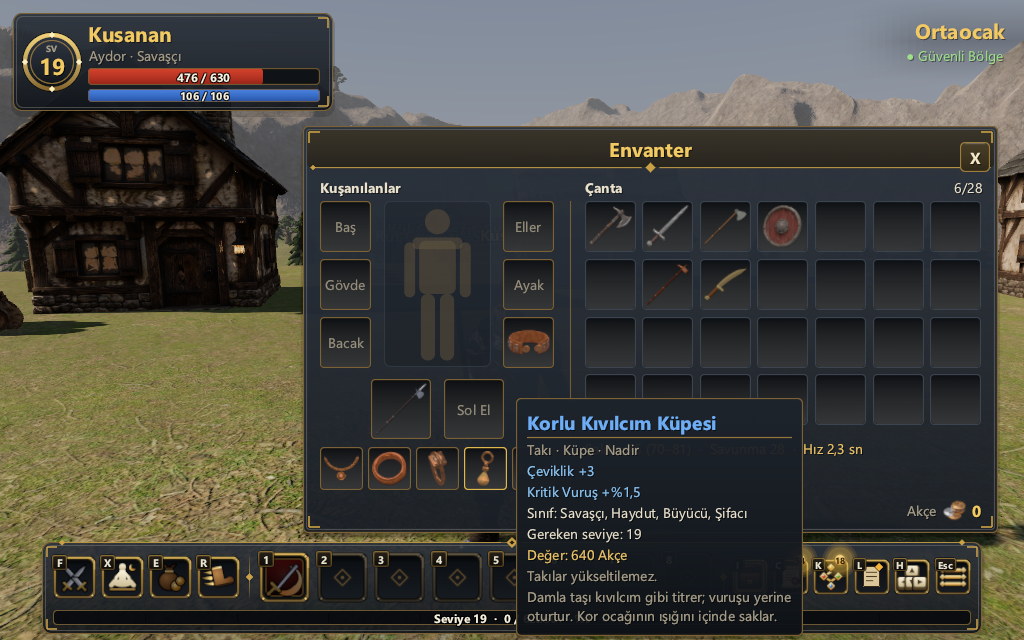 Kusanan
SV
19
Aydor · Savaşçı
476 / 630
106 / 106
Ortaocak
Güvenli Bölge
Envanter
X
Kuşanılanlar
Çanta
6/28
Baş
Eller
Gövde
Ayak
Bacak
Sol El
Korlu Kıvılcım Küpesi
Takı · Küpe · Nadir
Hız 2,3 sn
Çeviklik +3
Kritik Vuruş +%1,5
Sınıf: Savaşçı, Haydut, Büyücü, Şifacı
Akçe 0
Gereken seviye: 19
Değer: 640 Akçe
Takılar yükseltilemez.
Damla taşı kıvılcım gibi titrer; vuruşu yerine
oturtur. Kor ocağının ışığını içinde saklar.
F X E R 1 2 3 4 5 K 18 L H Esc
Seviye 19 · 0 /